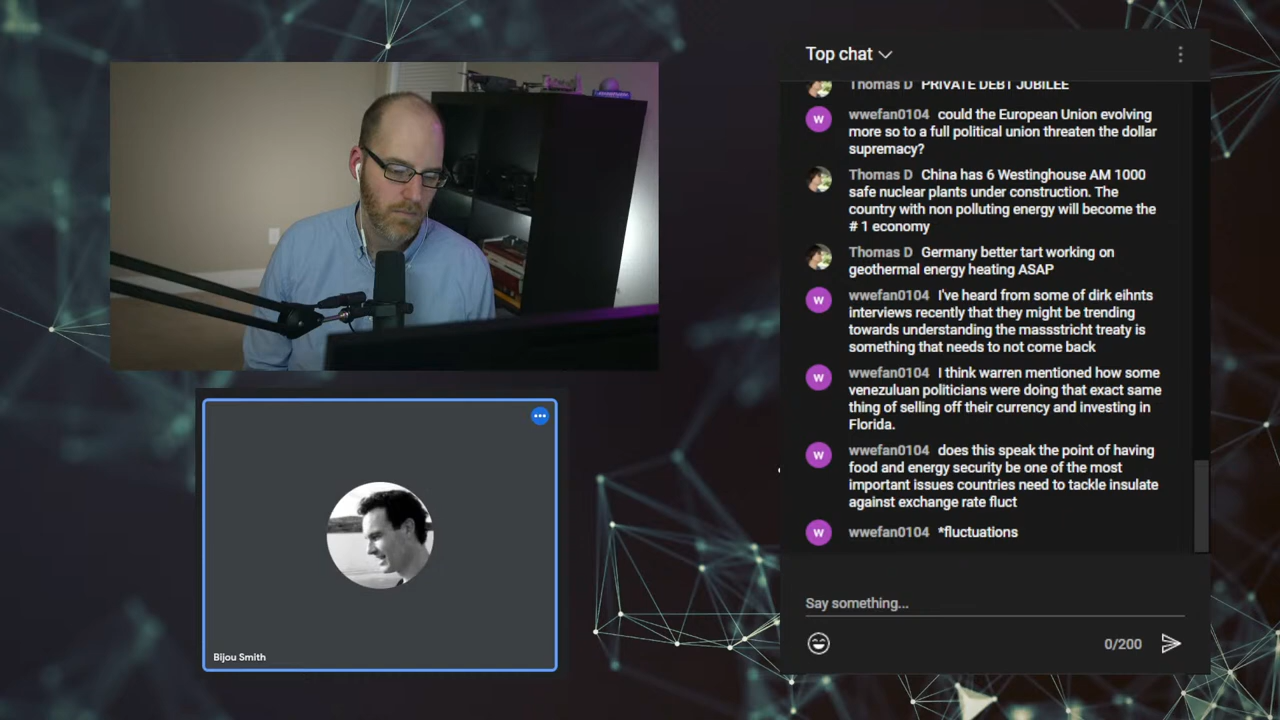 Top chat
Thomas D PRIVATE DEBT JUBILEE
W
wwefan0104 could the European Union evolving
more so to a full political union threaten the dollar
supremacy?
Thomas D China has 6 Westinghouse AM 1000
safe nuclear plants under construction. The
country with non polluting energy will become the
# 1 economy
Thomas D Germany better tart working on
geothermal energy heating ASAP
W
wwefan0104 I've heard from some of dirk eihnts
interviews recently that they might be trending
towards understanding the massstricht treaty is
something that needs to not come back
W
wwefan0104 I think warren mentioned how some
venezuluan politicians were doing that exact same
thing of selling off their currency and investing in
Florida.
W
wwefan0104 does this speak the point of having
food and energy security be one of the most
important issues countries need to tackle insulate
against exchange rate fluct
W
wwefan0104 *fluctuations
Say something...
0/200
Bijou Smith